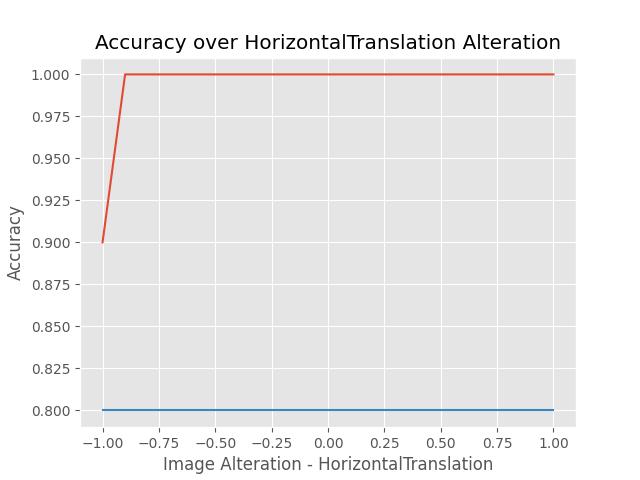 Accuracy over HorizontalTranslation Alteration
1.000
0.975
0.950
0.925
0.900
0.875
0.850
0.825
0.800
Accuracy
−1.00 −0.75 −0.50 −0.25 0.00 0.25 0.50 0.75 1.00
Image Alteration - HorizontalTranslation